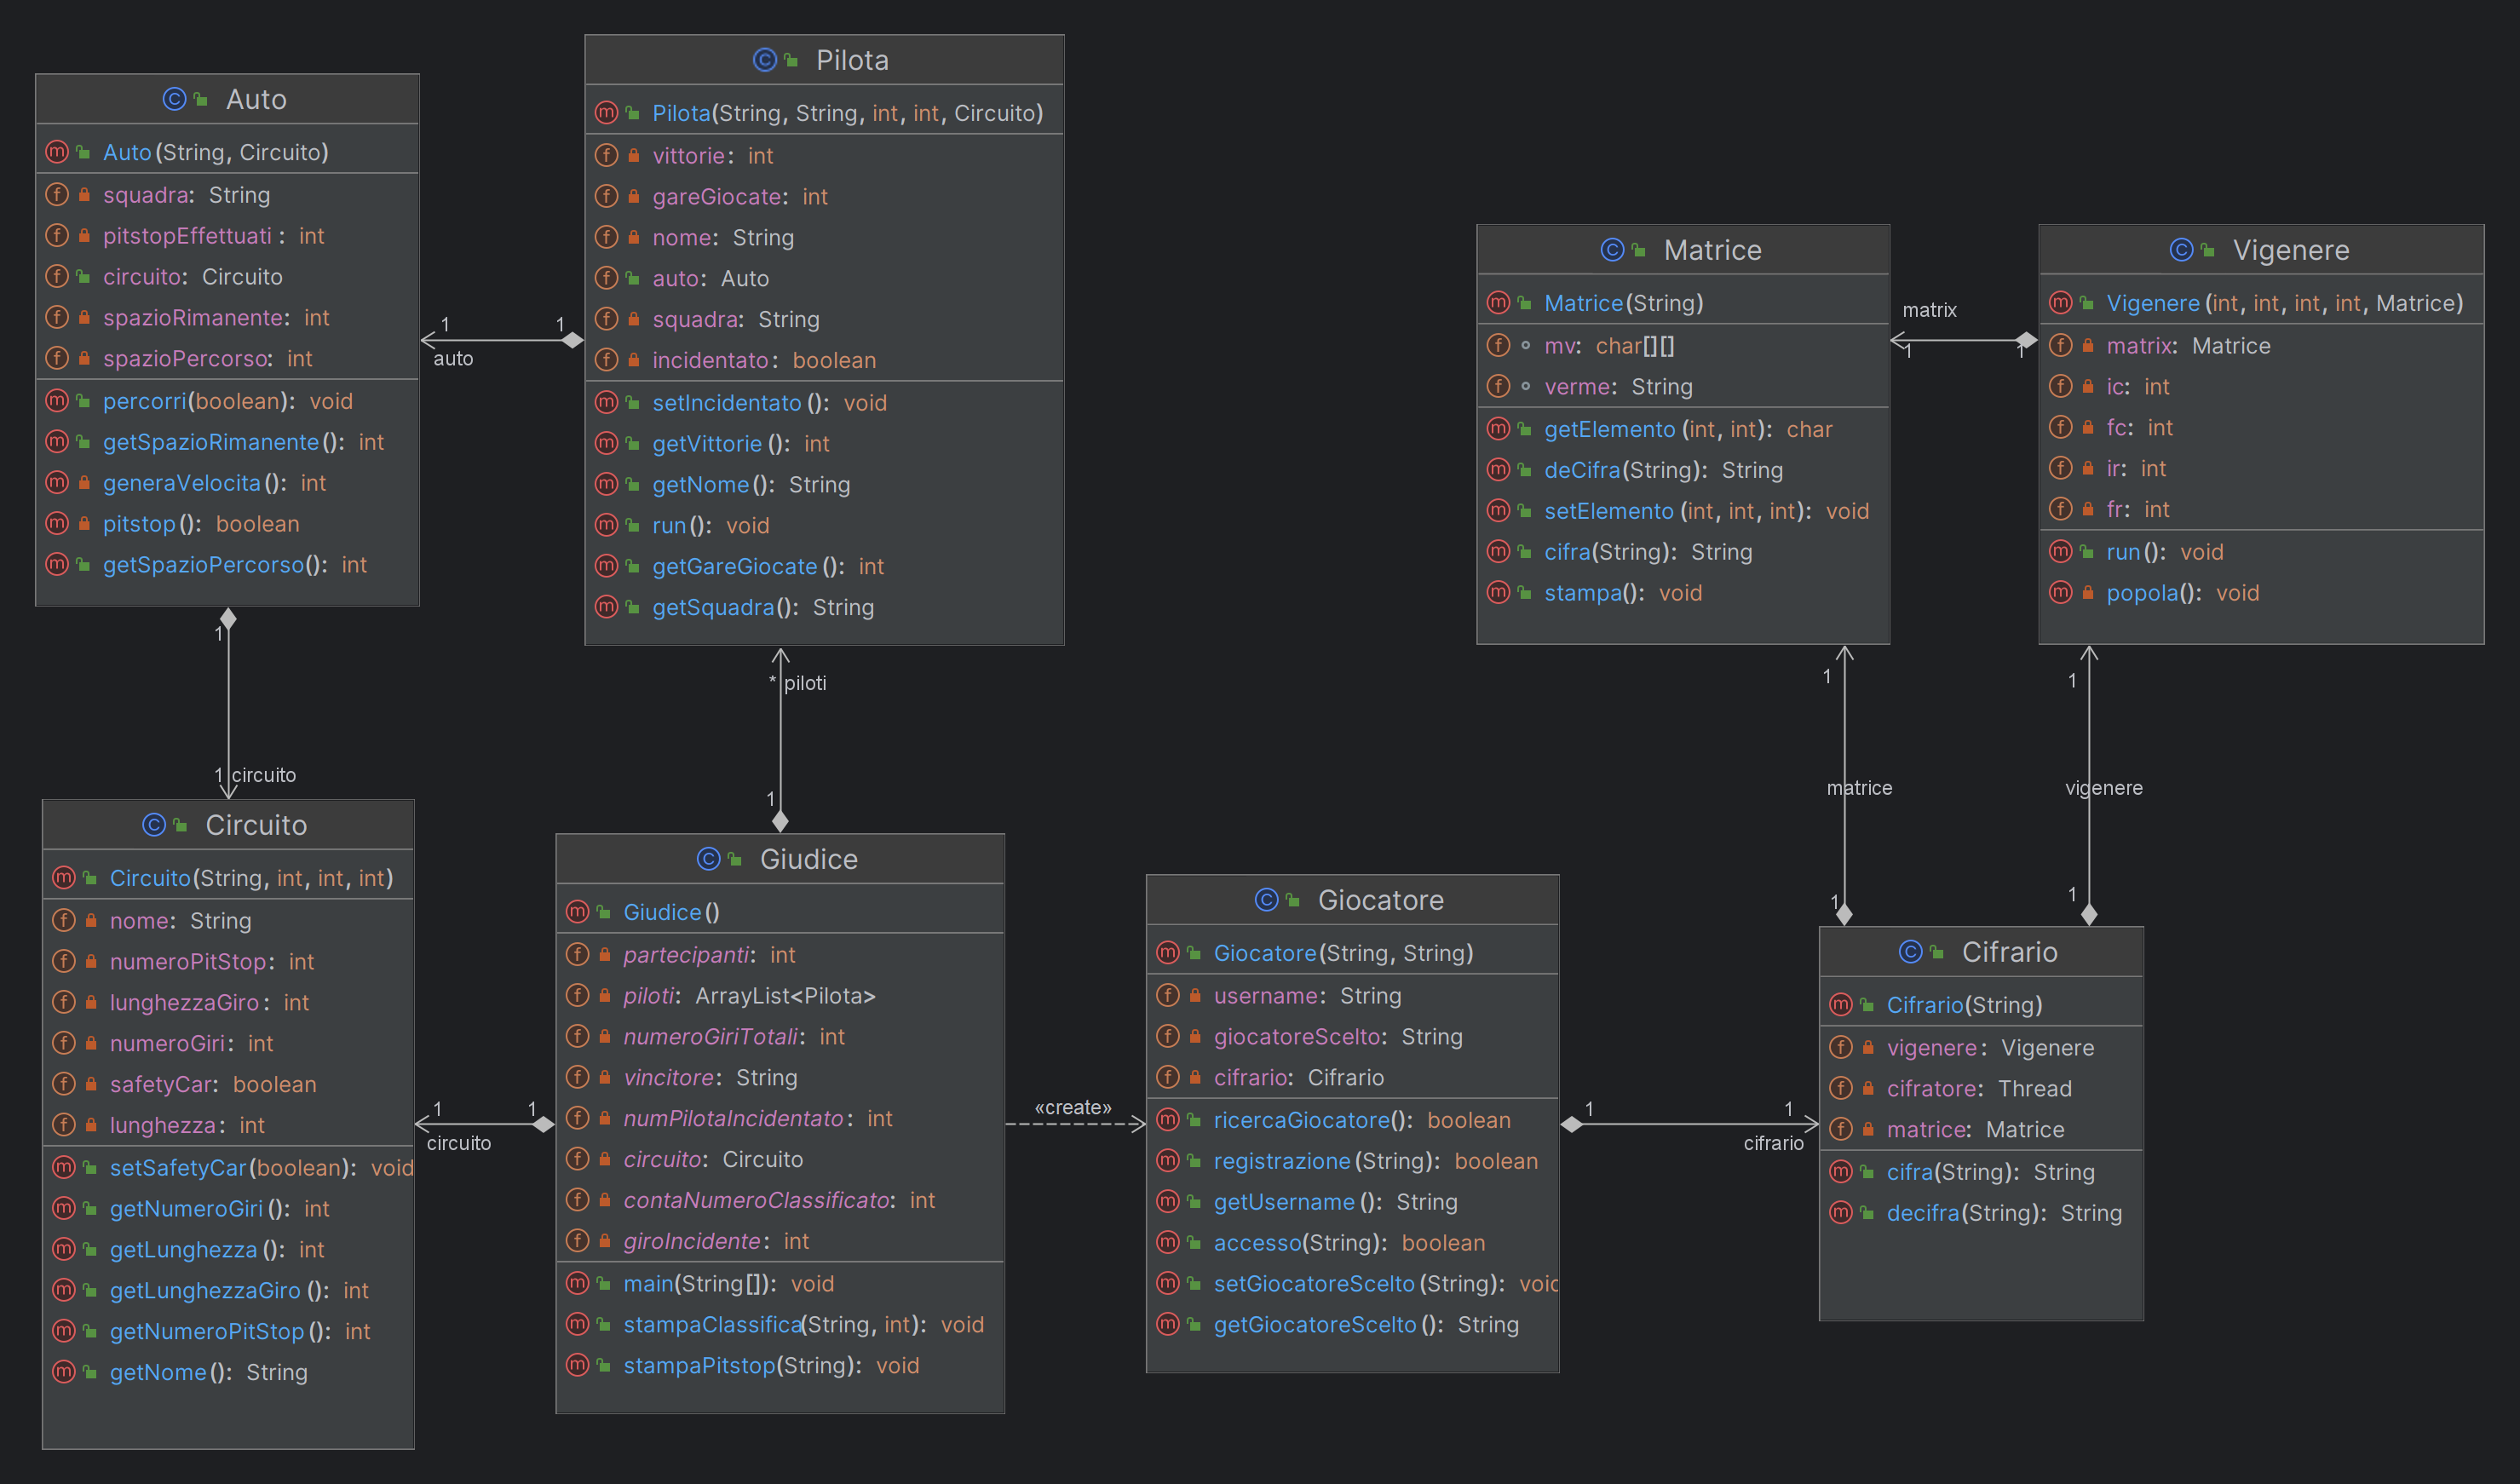 Auto
Auto(String, Circuito)
squadra: String
pitstopEffettuati: int
circuito: Circuito
spazioRimanente: int
spazioPercorso: int
percorri(boolean): void
getSpazioRimanente(): int
generaVelocita(): int
pitstop(): boolean
getSpazioPercorso(): int
Pilota
Pilota(String, String, int, int, Circuito)
vittorie: int
gareGiocate: int
nome: String
auto: Auto
squadra: String
incidentato: boolean
setIncidentato(): void
getVittorie(): int
getNome(): String
run(): void
getGareGiocate(): int
getSquadra(): String
1
1
auto
Matrice
Matrice(String)
mv: char[][]
verme: String
getElemento(int, int): char
deCifra(String): String
setElemento(int, int, int): void
cifra(String): String
stampa(): void
matrix
1
1
Vigenere
Vigenere(int, int, int, int, Matrice)
matrix: Matrice
ic: int
fc: int
ir: int
fr: int
run(): void
popola(): void
1
1 circuito
* piloti
1
1
matrice
1
1
vigenere
1
Circuito
Circuito(String, int, int, int)
nome: String
numeroPitStop: int
lunghezzaGiro: int
numeroGiri: int
safetyCar: boolean
lunghezza: int
setSafetyCar(boolean): void
getNumeroGiri(): int
getLunghezza(): int
getLunghezzaGiro(): int
getNumeroPitStop(): int
getNome(): String
1
1
circuito
Giudice
Giudice()
partecipanti: int
piloti: ArrayList<Pilota>
numeroGiriTotali: int
vincitore: String
numPilotaIncidentato: int
circuito: Circuito
contaNumeroClassificato: int
giroIncidente: int
main(String[]): void
stampaClassifica(String, int): void
stampaPitstop(String): void
«create»
Giocatore
Giocatore(String, String)
username: String
giocatoreScelto: String
cifrario: Cifrario
ricercaGiocatore(): boolean
registrazione(String): boolean
getUsername(): String
accesso(String): boolean
setGiocatoreScelto(String): voic
getGiocatoreScelto(): String
1
1
cifrario
Cifrario
Cifrario(String)
vigenere: Vigenere
cifratore: Thread
matrice: Matrice
cifra(String): String
decifra(String): String